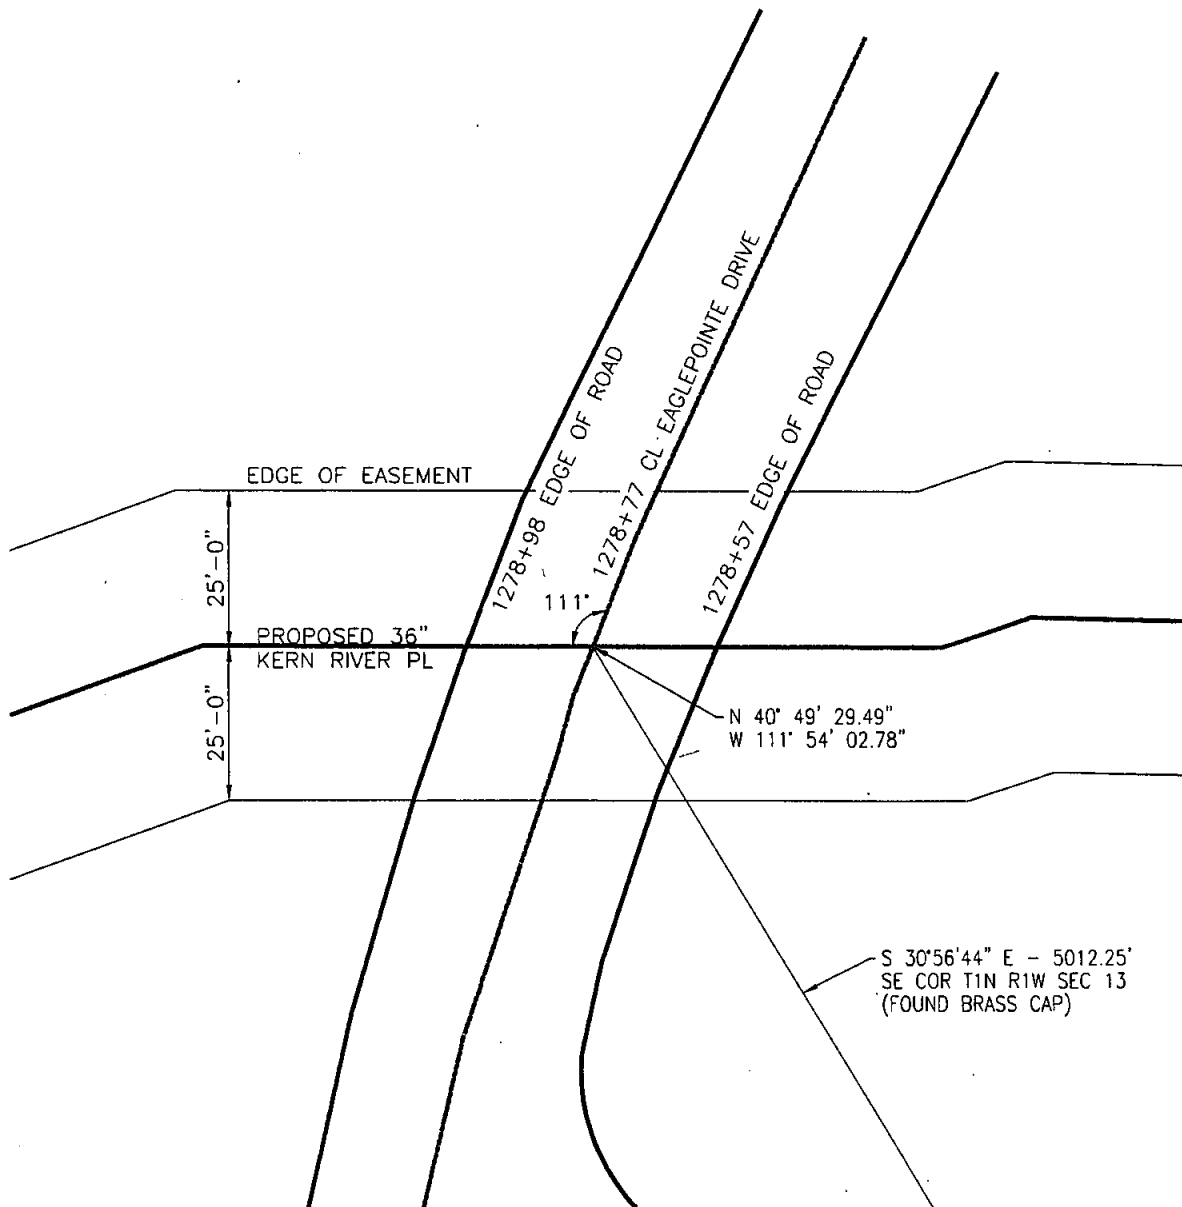 1278+98 EDGE OF ROAD
1278+77 CL EAGLEPOINTE DRIVE
1278+57 EDGE OF ROAD
EDGE OF EASEMENT
25'-0"
111°
PROPOSED 36"
KERN RIVER PL
25'-0"
N 40° 49' 29.49"
W 111° 54' 02.78"
S 30°56'44" E - 5012.25'
SE COR T1N R1W SEC 13
(FOUND BRASS CAP)